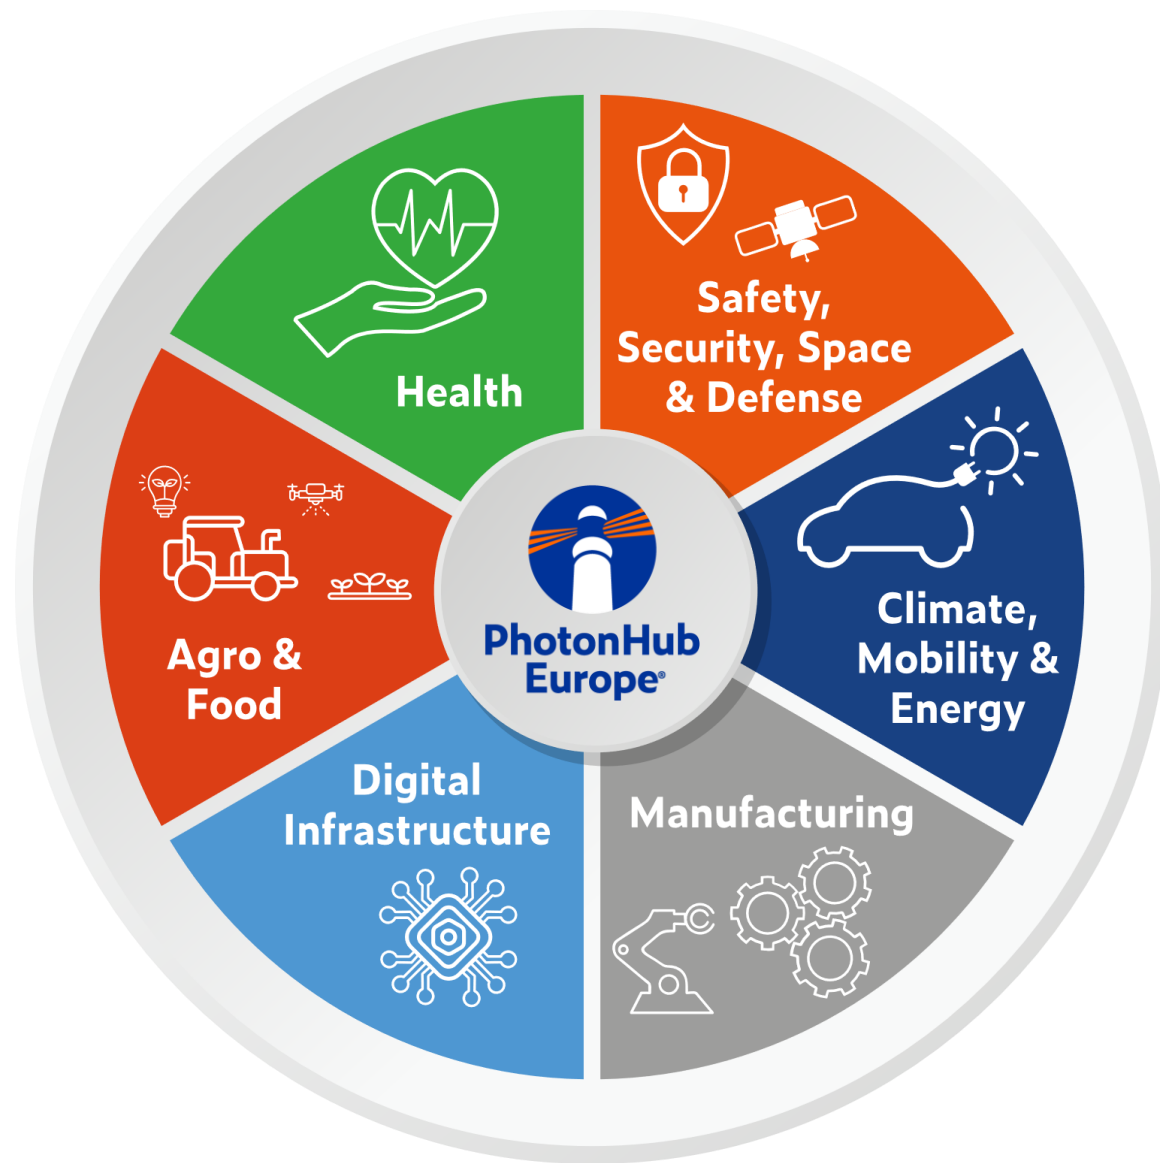 Health
Safety,
Security, Space
& Defense
Climate,
Mobility &
Energy
Manufacturing
Digital
Infrastructure
Agro &
Food
PhotonHub
Europe®